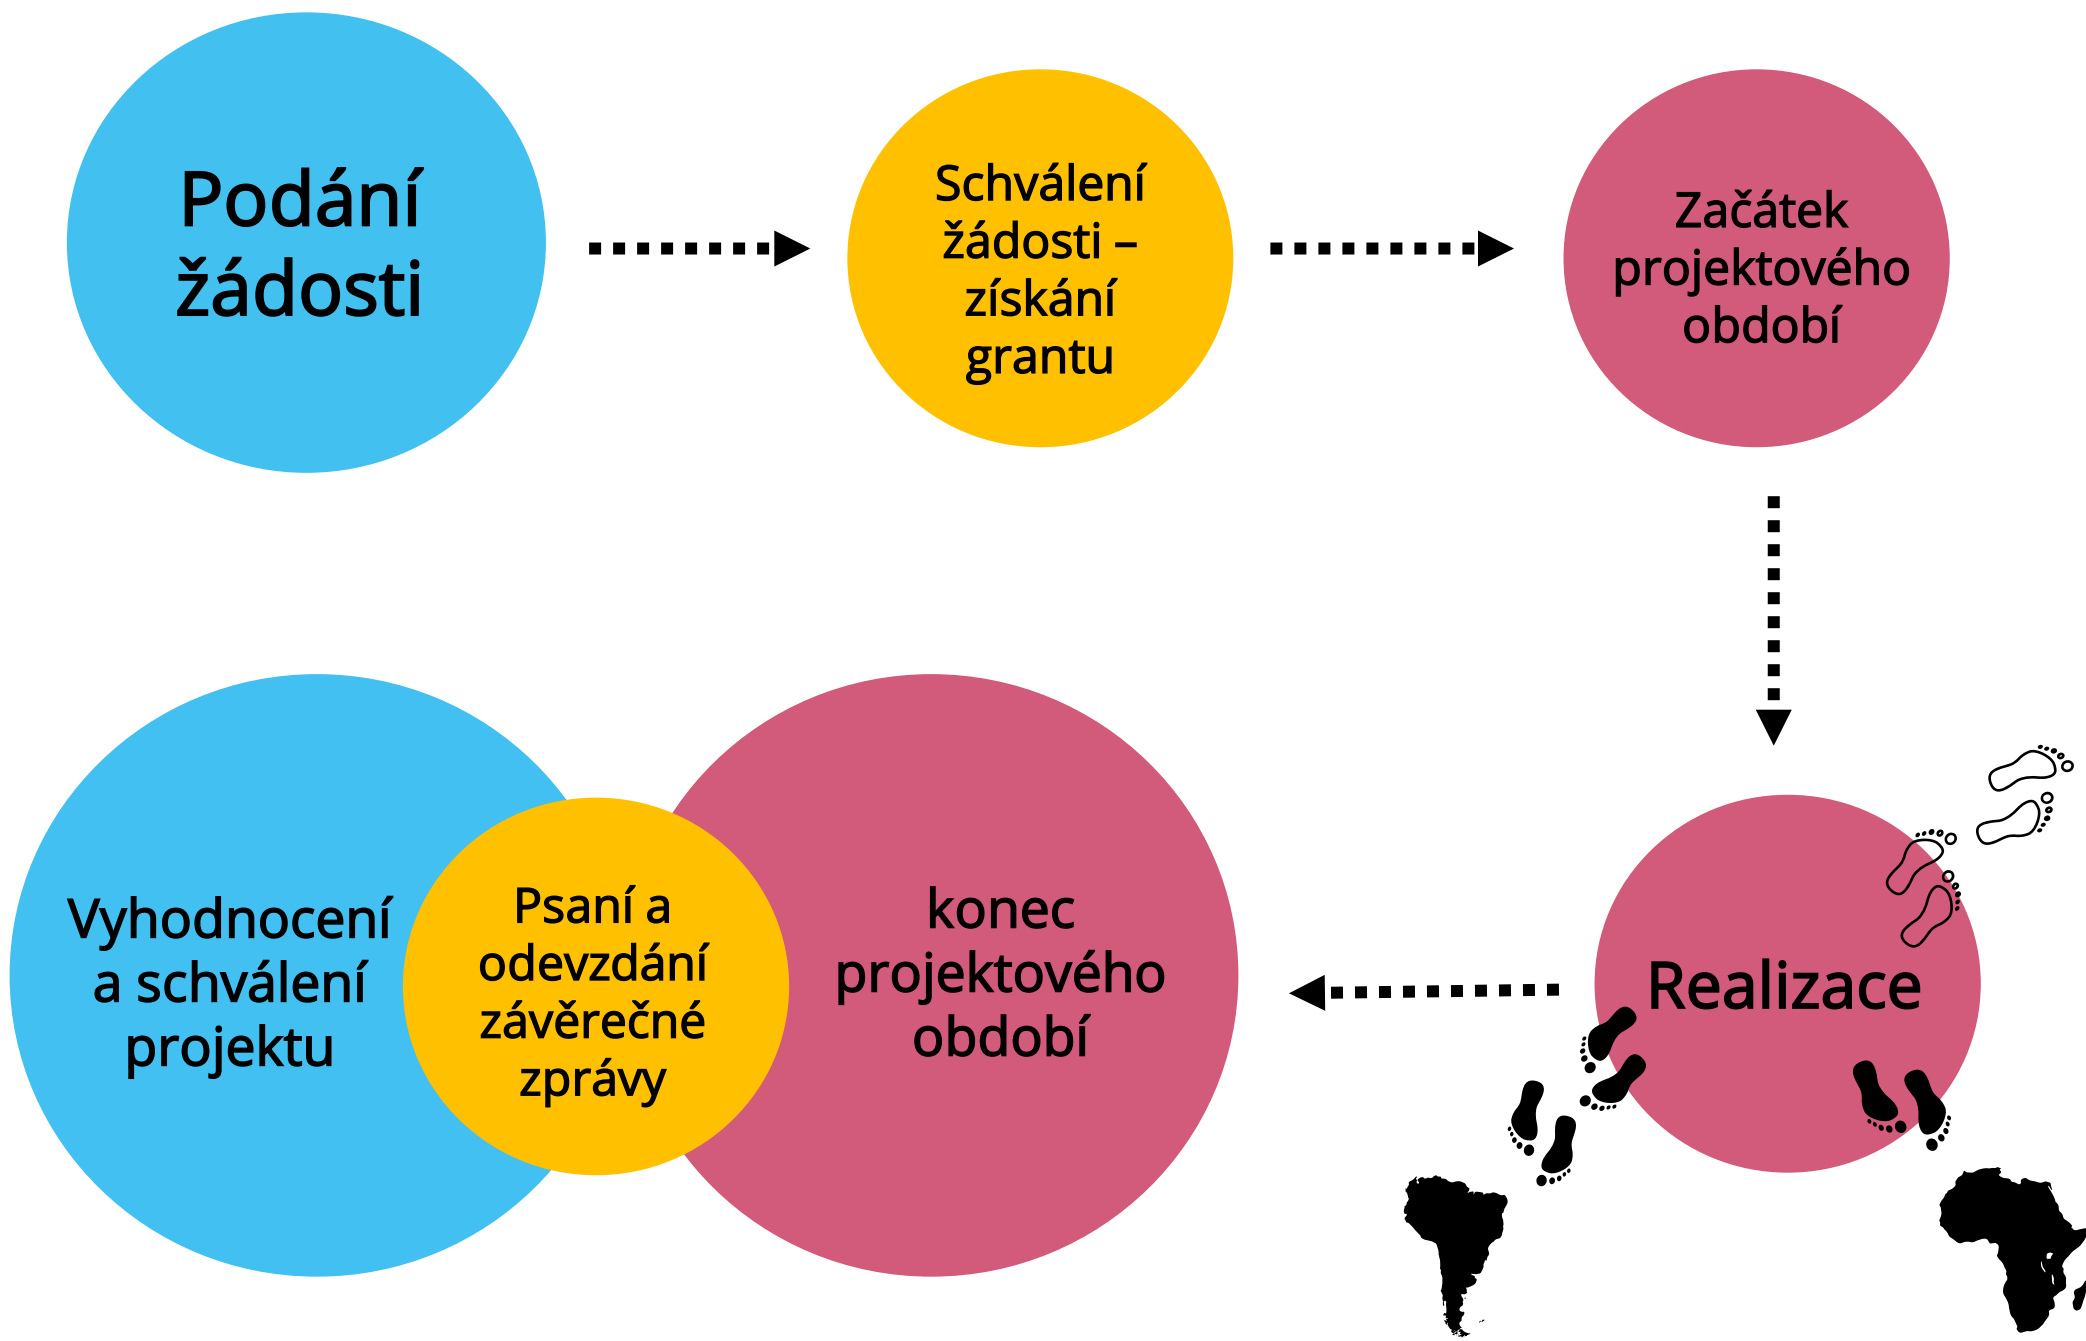 Podání
žádosti
Schválení
žádosti –
získání
grantu
Začátek
projektového
období
Realizace
konec
projektového
období
Psaní a
odevzdání
závěrečné
zprávy
Vyhodnocení
a schválení
projektu